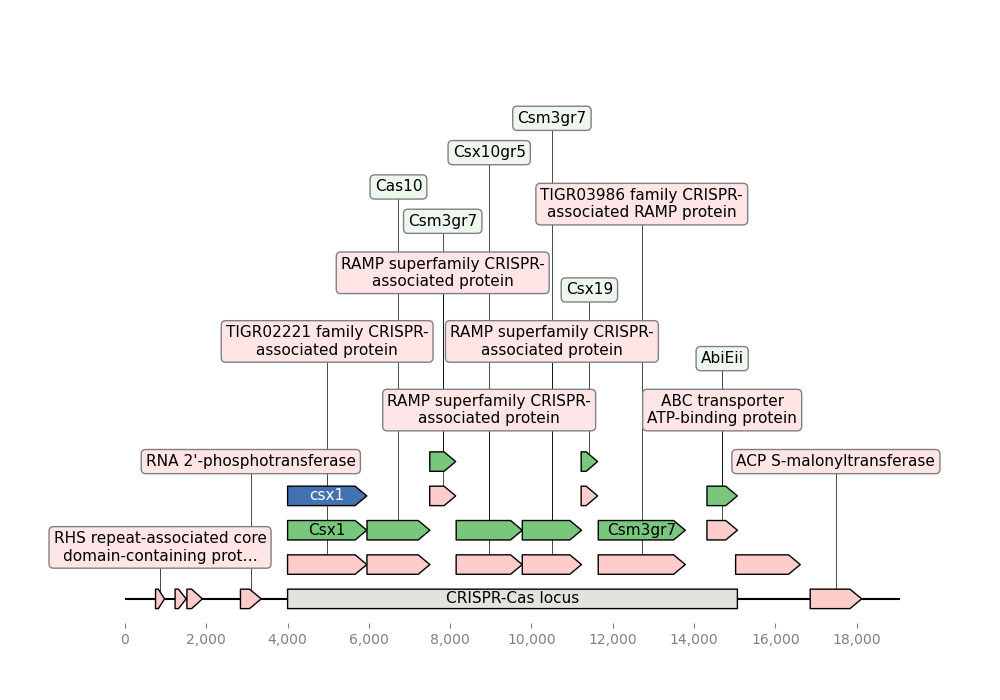 Csm3gr7
Csx10gr5
Cas10
TIGR03986 family CRISPR-
associated RAMP protein
Csm3gr7
RAMP superfamily CRISPR-
associated protein
Csx19
TIGR02221 family CRISPR-
associated protein
RAMP superfamily CRISPR-
associated protein
AbiEii
RAMP superfamily CRISPR-
associated protein
ABC transporter
ATP-binding protein
RNA 2'-phosphotransferase
ACP S-malonyltransferase
csx1
Csx1
Csm3gr7
RHS repeat-associated core
domain-containing prot…
CRISPR-Cas locus
0
2,000
4,000
6,000
8,000
10,000
12,000
14,000
16,000
18,000